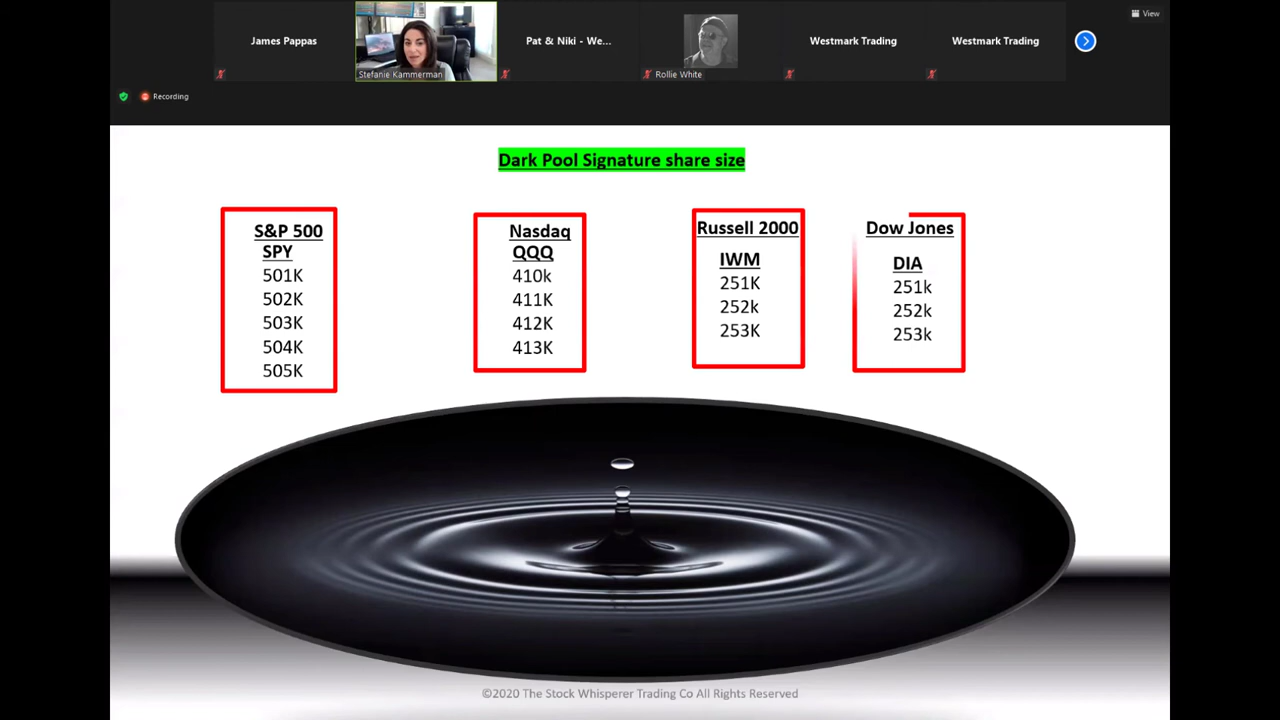 View
James Pappas
Stefanie Kammerman
Pat & Niki - We...
Rollie White
Westmark Trading
Westmark Trading
Recording
Dark Pool Signature share size
S&P 500
SPY
501K
502K
503K
504K
505K
Nasdaq
QQQ
410k
411K
412K
413K
Russell 2000
IWM
251K
252k
253K
Dow Jones
DIA
251k
252k
253k
©2020 The Stock Whisperer Trading Co All Rights Reserved